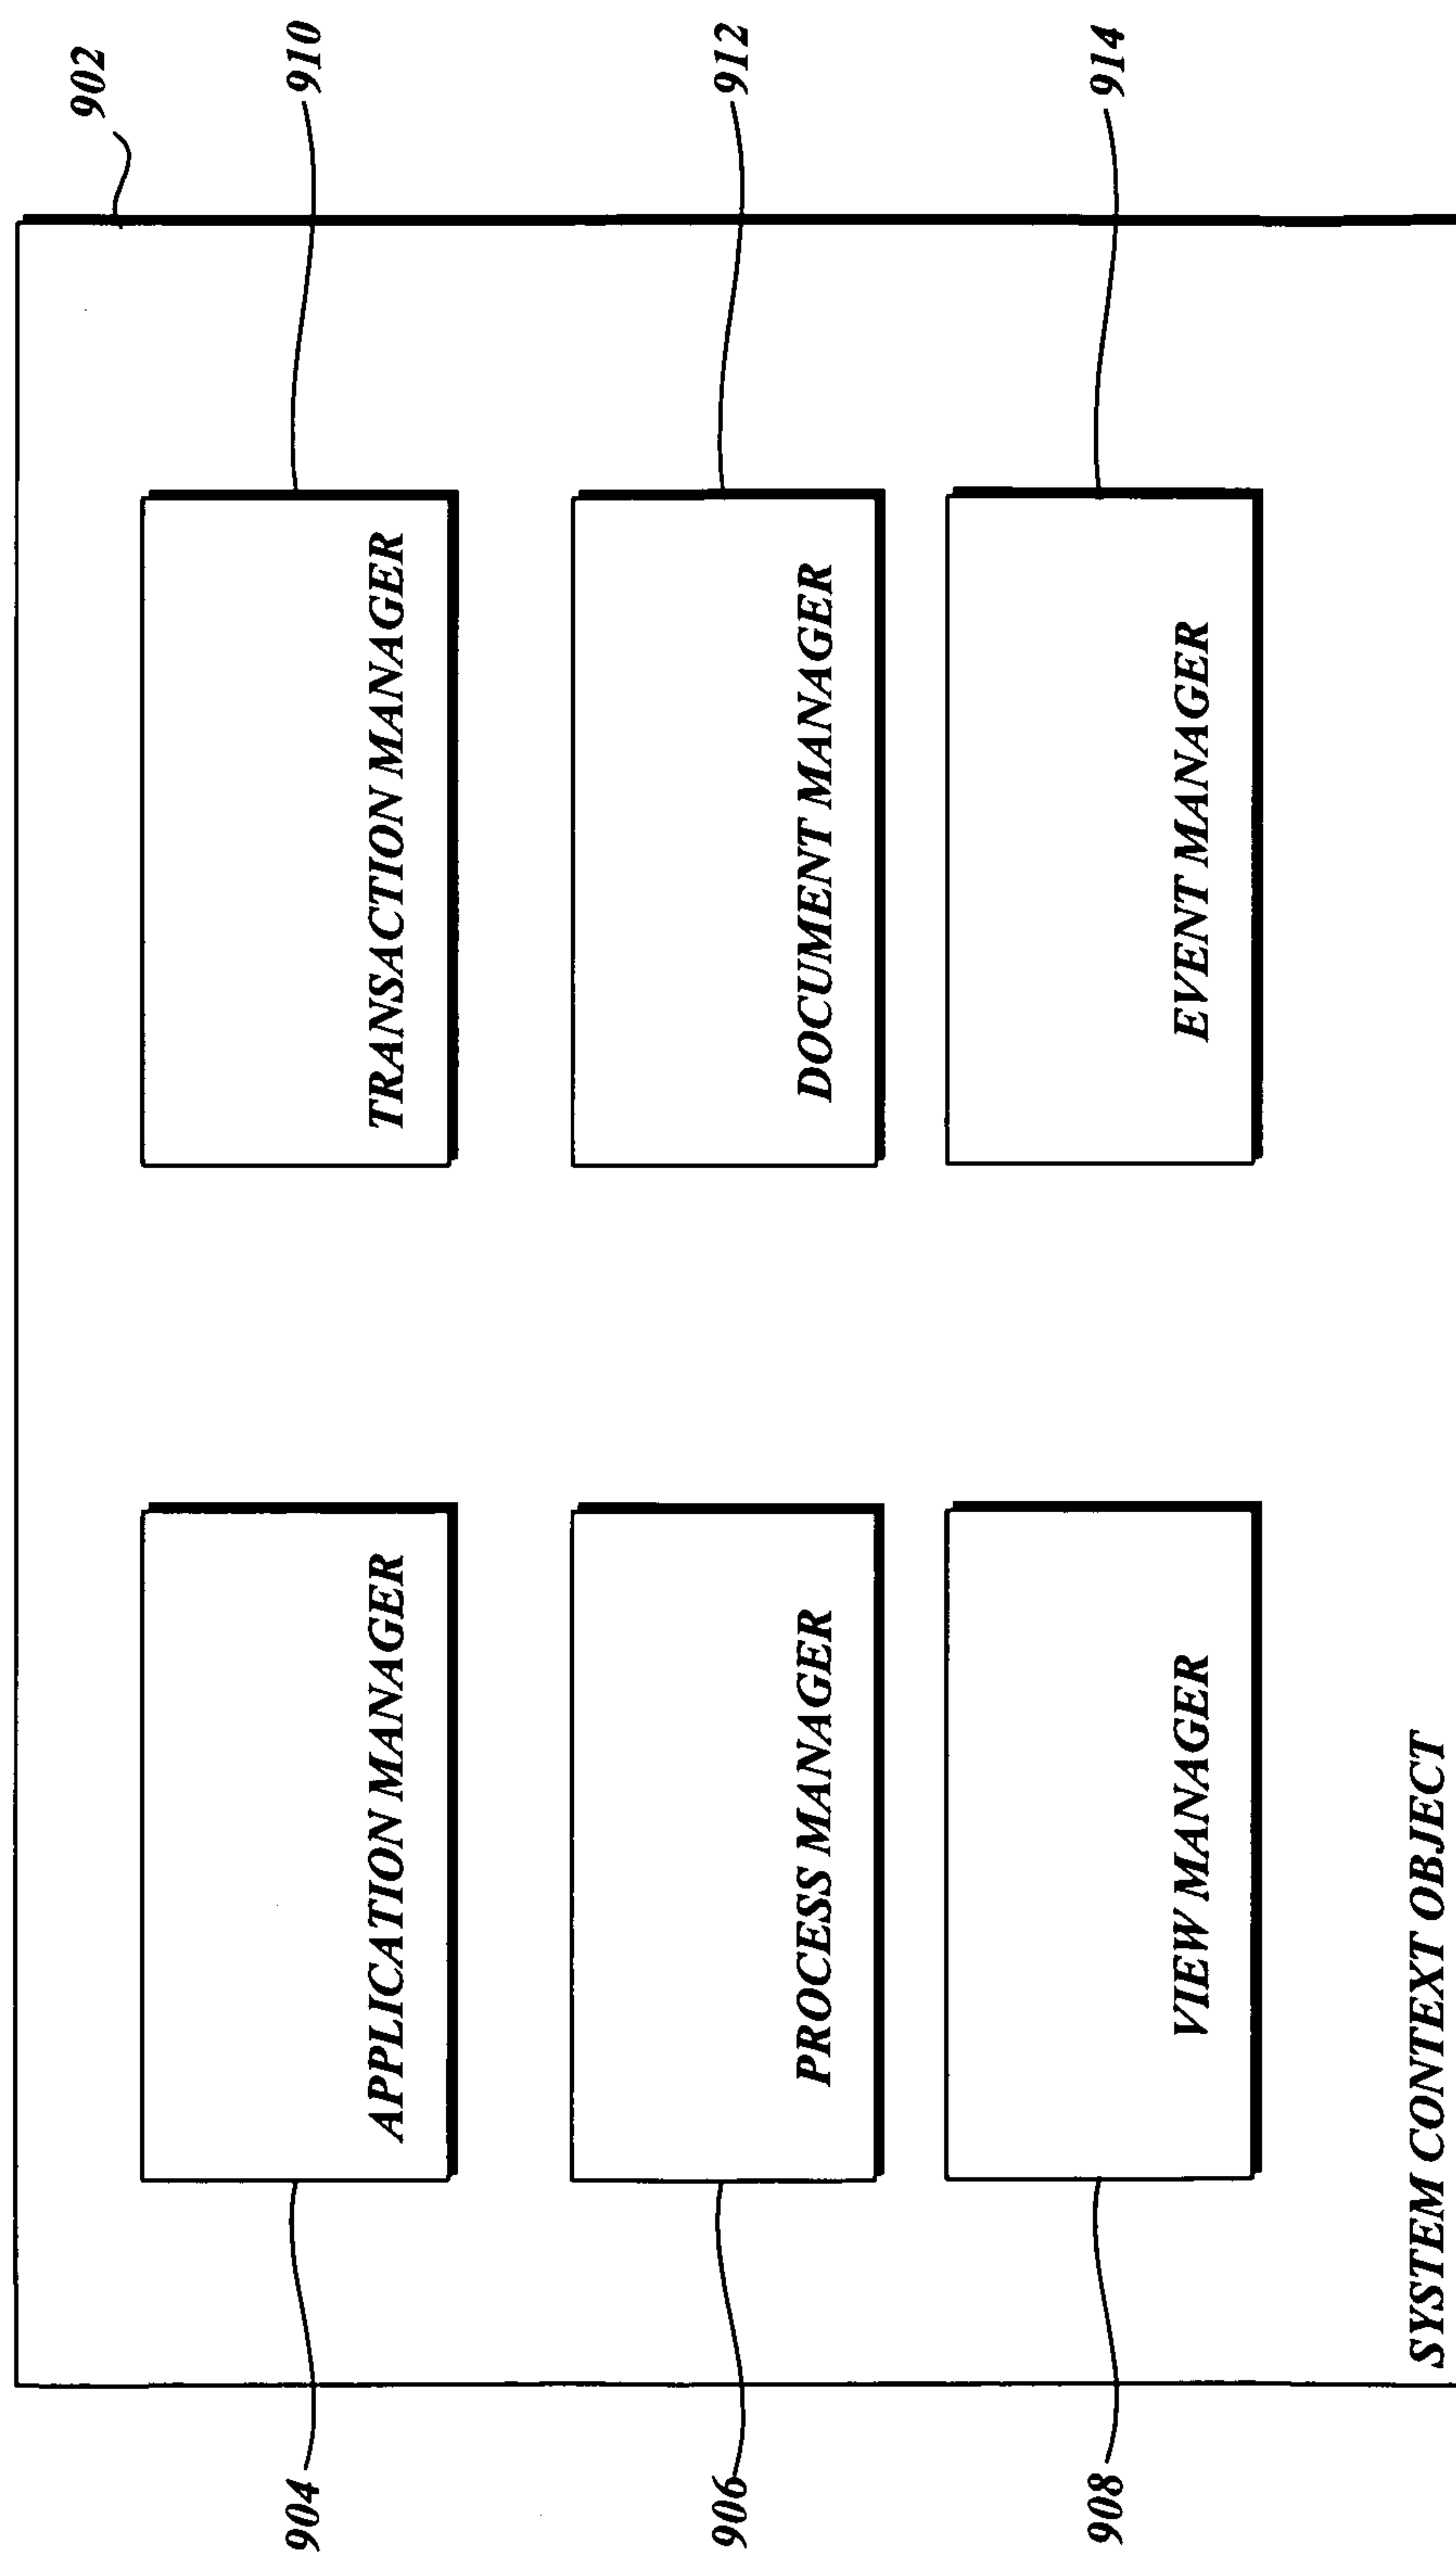 902
904
APPLICATION MANAGER
TRANSACTION MANAGER
910
906
PROCESS MANAGER
DOCUMENT MANAGER
912
908
VIEW MANAGER
EVENT MANAGER
914
SYSTEM CONTEXT OBJECT